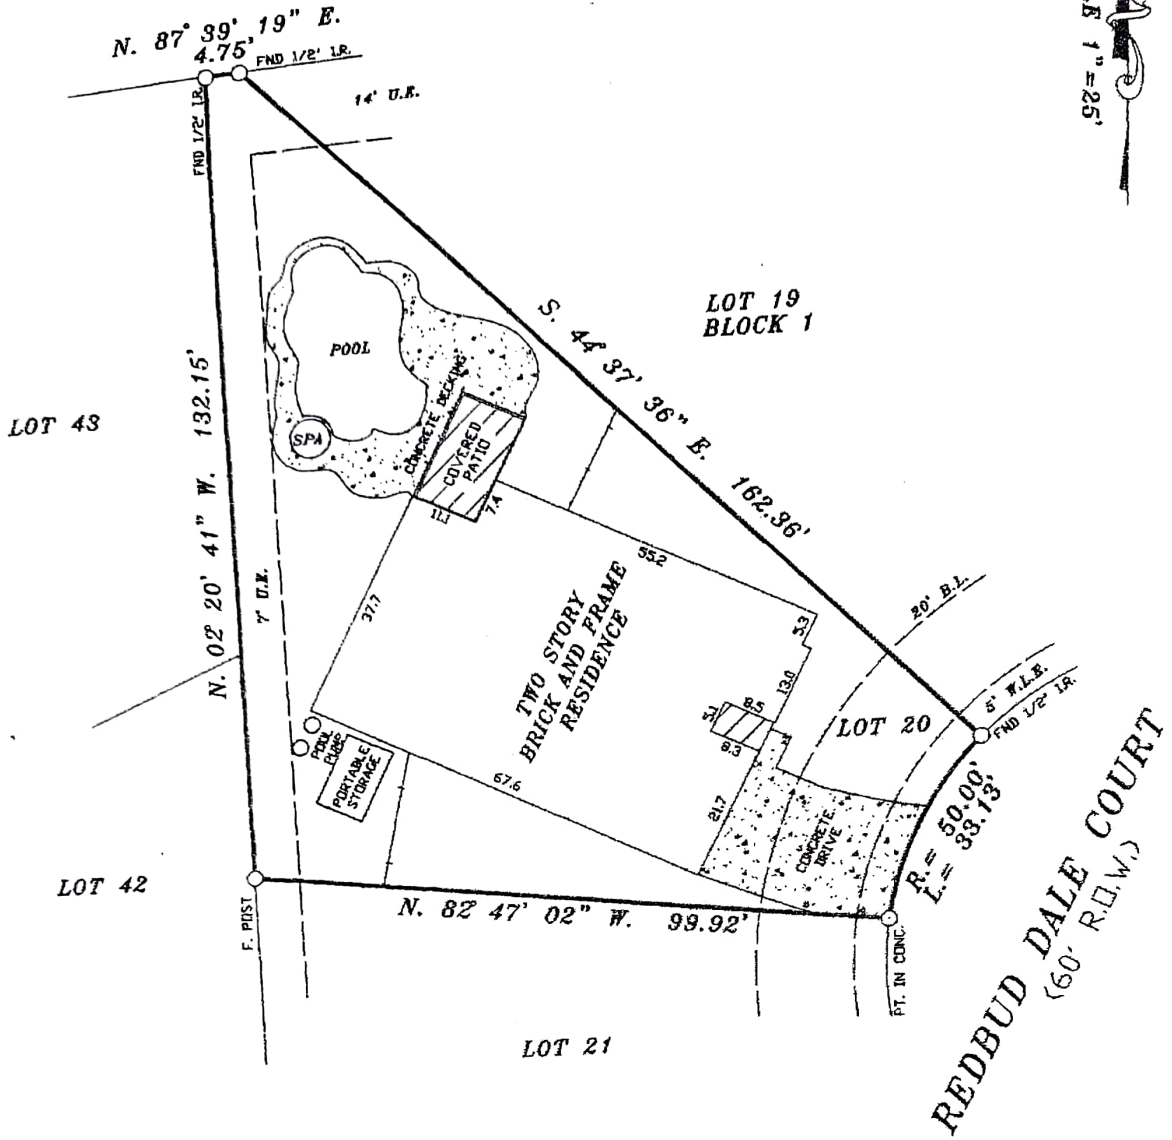 N. 87° 39' 19" E.
4.75'
FND 1/2' I.R.
14' U.E.
FND 1/2' I.R.
1"=25'
LOT 19
BLOCK 1
S. 44° 37' 36" E. 162.36'
POOL
SPA
CONCRETE DECKING
COVERED
PATIO
7.4
LOT 43
N. 02° 20' 41" W. 132.15'
7' U.E.
37.7
55.2
5.3
13.0
TWO STORY
BRICK AND FRAME
RESIDENCE
5.1
8.5
8.3
20' B.L.
5' W.L.E.
FND 1/2' I.R.
LOT 20
POOL
PUMP
PORTABLE
STORAGE
67.6
21.7
CONCRETE
DRIVE
R.= 50.00'
L.= 33.13'
LOT 42
F. POST
N. 82° 47' 02" W. 99.92'
PT. IN CONC.
LOT 21
REDBUD DALE COURT
(60' R.O.W.)